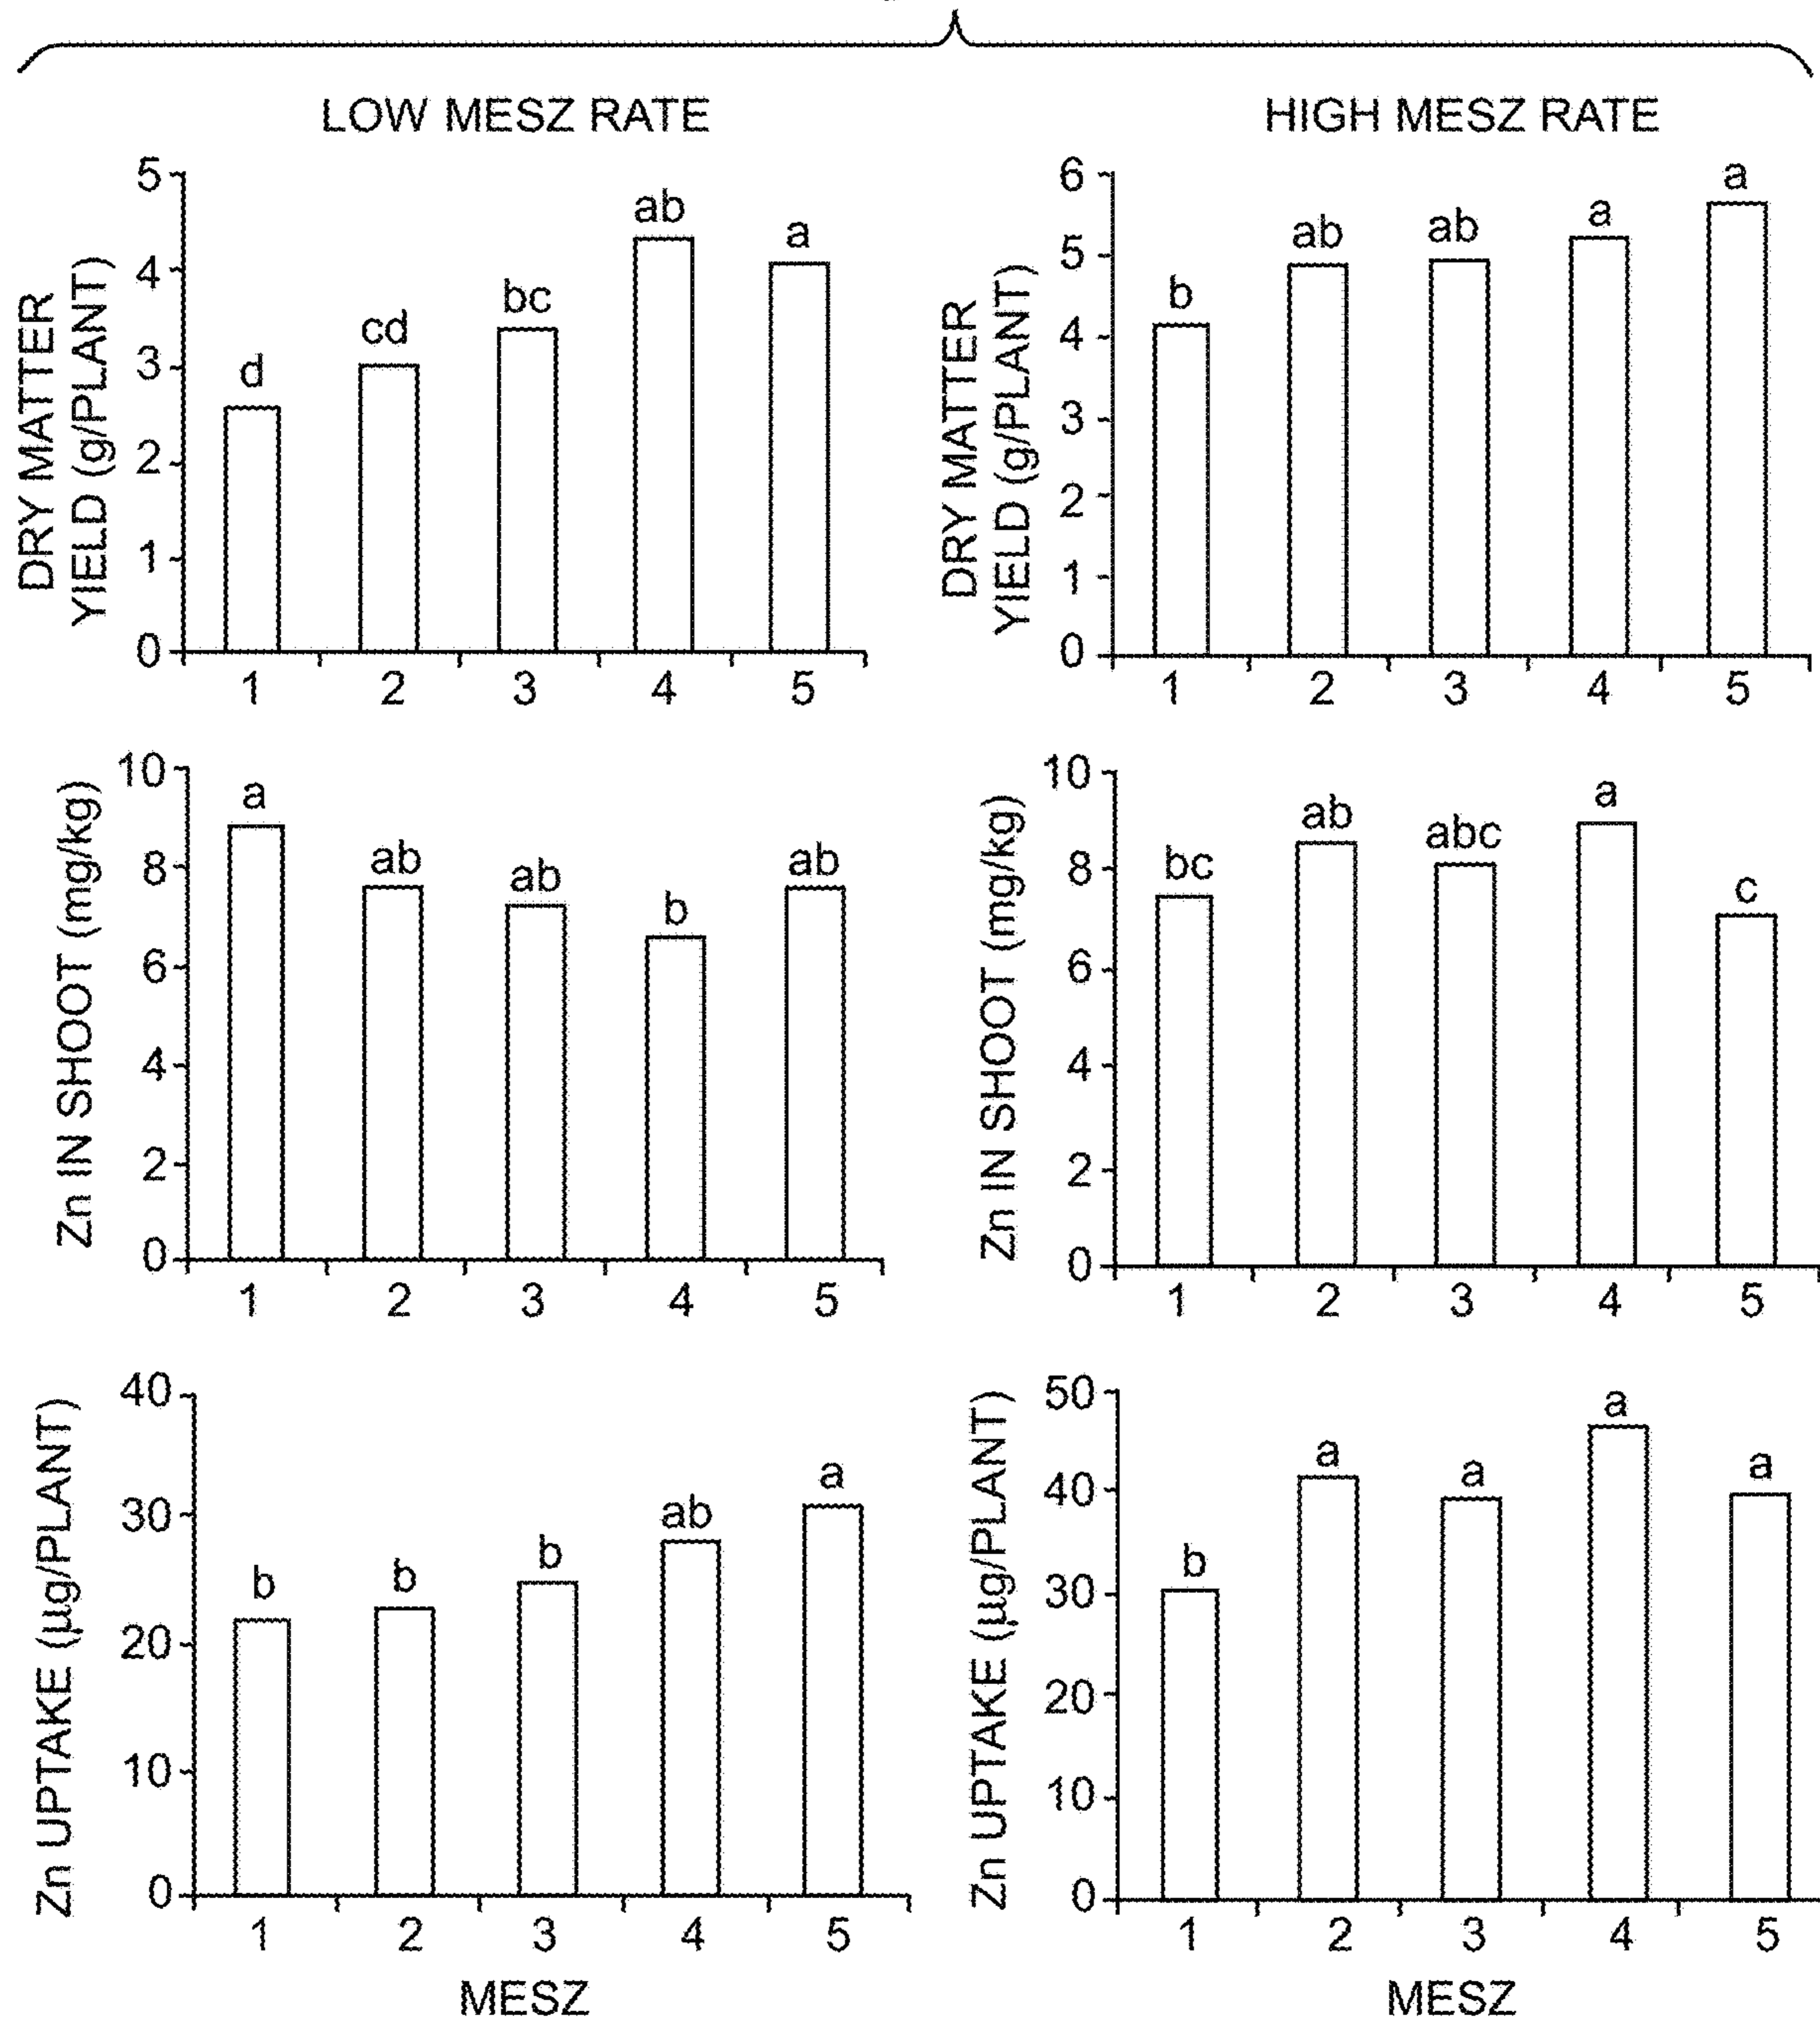 LOW MESZ RATE
HIGH MESZ RATE
DRY MATTER
YIELD (g/PLANT)
5
4
3
2
1
0
d
cd
bc
ab
a
1 2 3 4 5
DRY MATTER
YIELD (g/PLANT)
6
5
4
3
2
1
0
b
ab
ab
a
a
1 2 3 4 5
Zn IN SHOOT (mg/kg)
10
8
6
4
2
0
a
ab
ab
b
ab
1 2 3 4 5
Zn IN SHOOT (mg/kg)
10
8
6
4
2
0
bc
ab
abc
a
c
1 2 3 4 5
Zn UPTAKE (µg/PLANT)
40
30
20
10
0
b
b
b
ab
a
1 2 3 4 5
MESZ
Zn UPTAKE (µg/PLANT)
50
40
30
20
10
0
b
a
a
a
a
1 2 3 4 5
MESZ